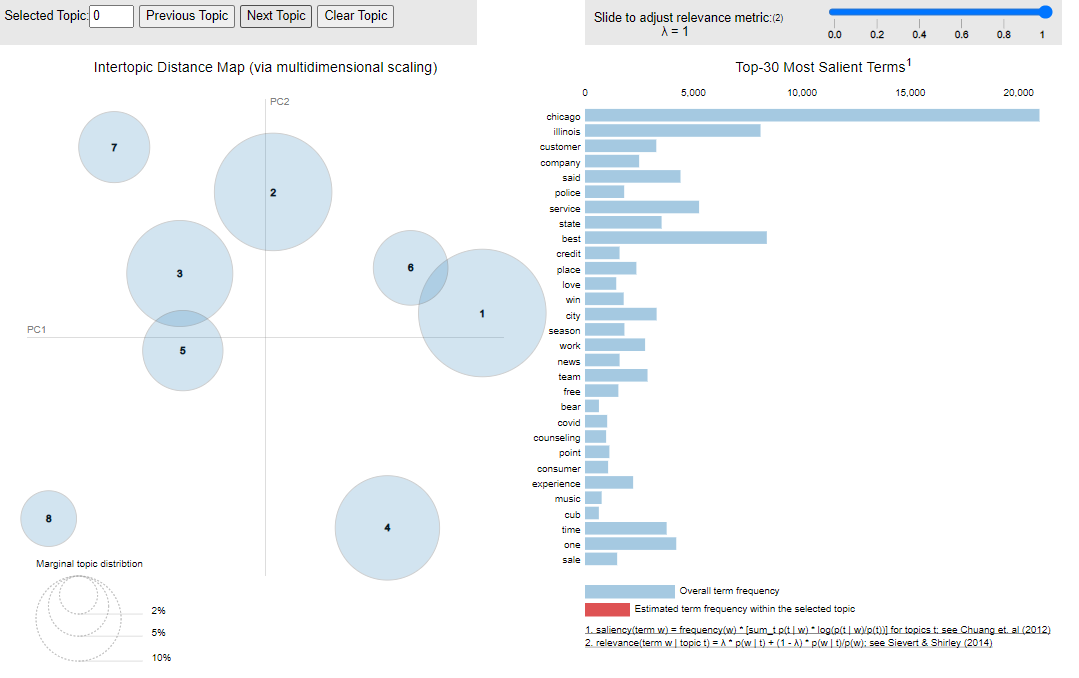 Selected Topic: 0 Previous Topic Next Topic Clear Topic
Slide to adjust relevance metric:(2)
λ = 1
0.0 0.2 0.4 0.6 0.8 1
Intertopic Distance Map (via multidimensional scaling)
PC2
PC1
7
2
3
6
1
5
8
4
Marginal topic distribtion
2%
5%
10%
Top-30 Most Salient Terms1
0 5,000 10,000 15,000 20,000
chicago
illinois
customer
company
said
police
service
state
best
credit
place
love
win
city
season
work
news
team
free
bear
covid
counseling
point
consumer
experience
music
cub
time
one
sale
Overall term frequency
Estimated term frequency within the selected topic
1. saliency(term w) = frequency(w) * [sum_t p(t | w) * log(p(t | w)/p(t))] for topics t; see Chuang et. al (2012)
2. relevance(term w | topic t) = λ * p(w | t) + (1 - λ) * p(w | t)/p(w); see Sievert & Shirley (2014)